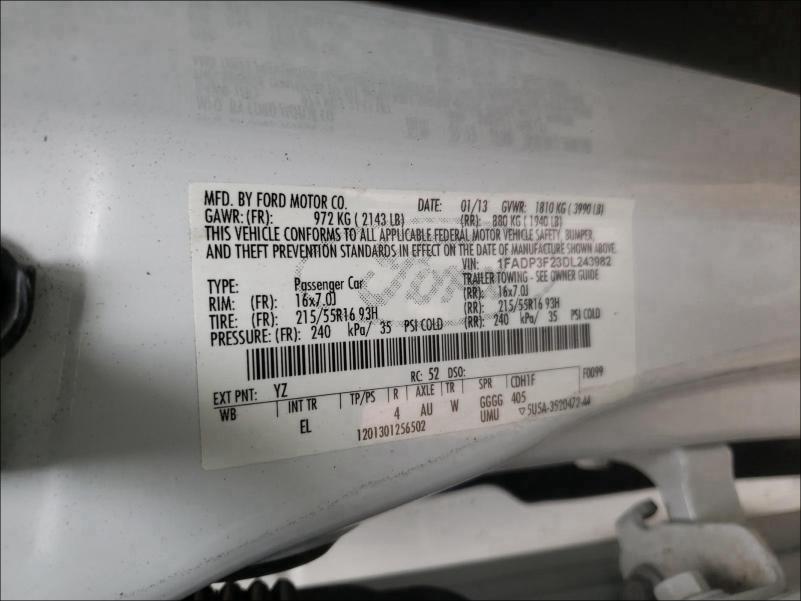 MFD. BY FORD MOTOR CO. DATE: 01/13 GVWR: 1810 KG ( 3990 LB)
GAWR: (FR): 972 KG ( 2143 LB) (RR): 880 KG ( 1940 LB)
THIS VEHICLE CONFORMS TO ALL APPLICABLE FEDERAL MOTOR VEHICLE SAFETY, BUMPER,
AND THEFT PREVENTION STANDARDS IN EFFECT ON THE DATE OF MANUFACTURE SHOWN ABOVE.
VIN: 1FADP3F23DL243982
TYPE: Passenger Car TRAILER TOWING - SEE OWNER GUIDE
RIM: (FR): 16x7.0J (RR): 16x7.0J
TIRE: (FR): 215/55R16 93H (RR): 215/55R16 93H
PRESSURE: (FR): 240 kPa/ 35 PSI COLD (RR): 240 kPa/ 35 PSI COLD
Ford
EXT PNT: YZ RC: 52 DSO: F0099
WB INT TR TP/PS R AXLE TR SPR CDH1F
EL 4 AU W GGGG 405
UMU ▽5U5A-3520472-AA
1201301256502